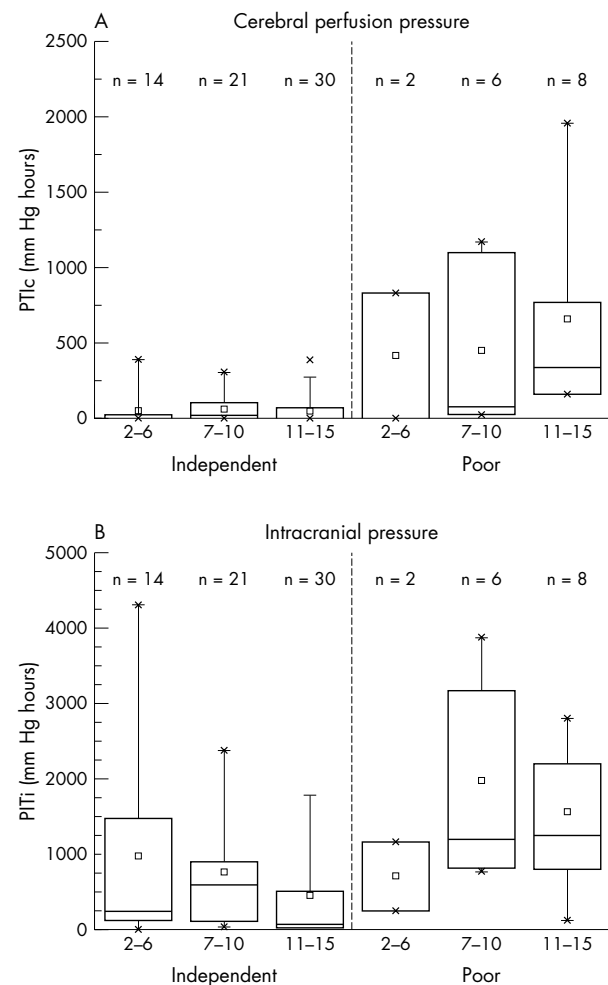 A
Cerebral perfusion pressure
2500
n = 14 n = 21 n = 30 n = 2 n = 6 n = 8
2000
1500
1000
500
0
PTIc (mm Hg hours)
2–6 7–10 11–15 2–6 7–10 11–15
Independent Poor
B
Intracranial pressure
5000
n = 14 n = 21 n = 30 n = 2 n = 6 n = 8
4000
3000
2000
1000
0
PITi (mm Hg hours)
2–6 7–10 11–15 2–6 7–10 11–15
Independent Poor